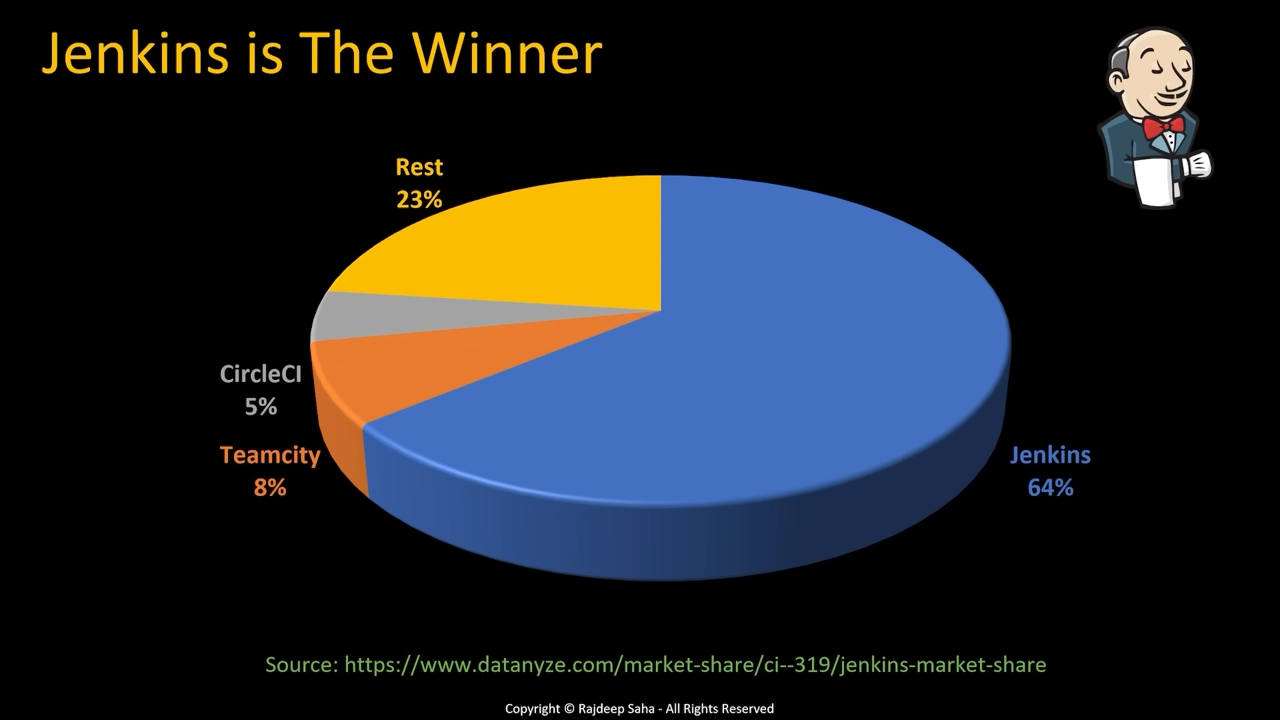 Jenkins is The Winner
Rest
23%
CircleCI
5%
Teamcity
8%
Jenkins
64%
Source: https://www.datanyze.com/market-share/ci--319/jenkins-market-share
Copyright © Rajdeep Saha - All Rights Reserved